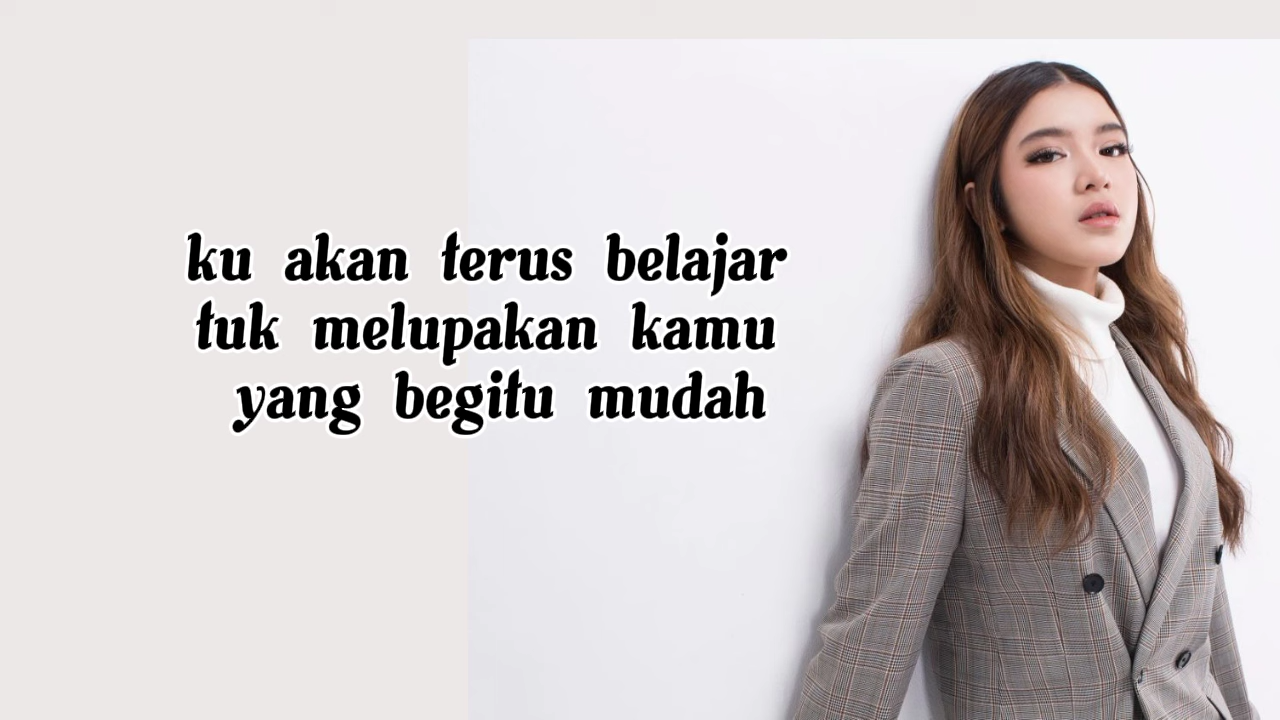 ku akan terus belajar
tuk melupakan kamu
yang begitu mudah